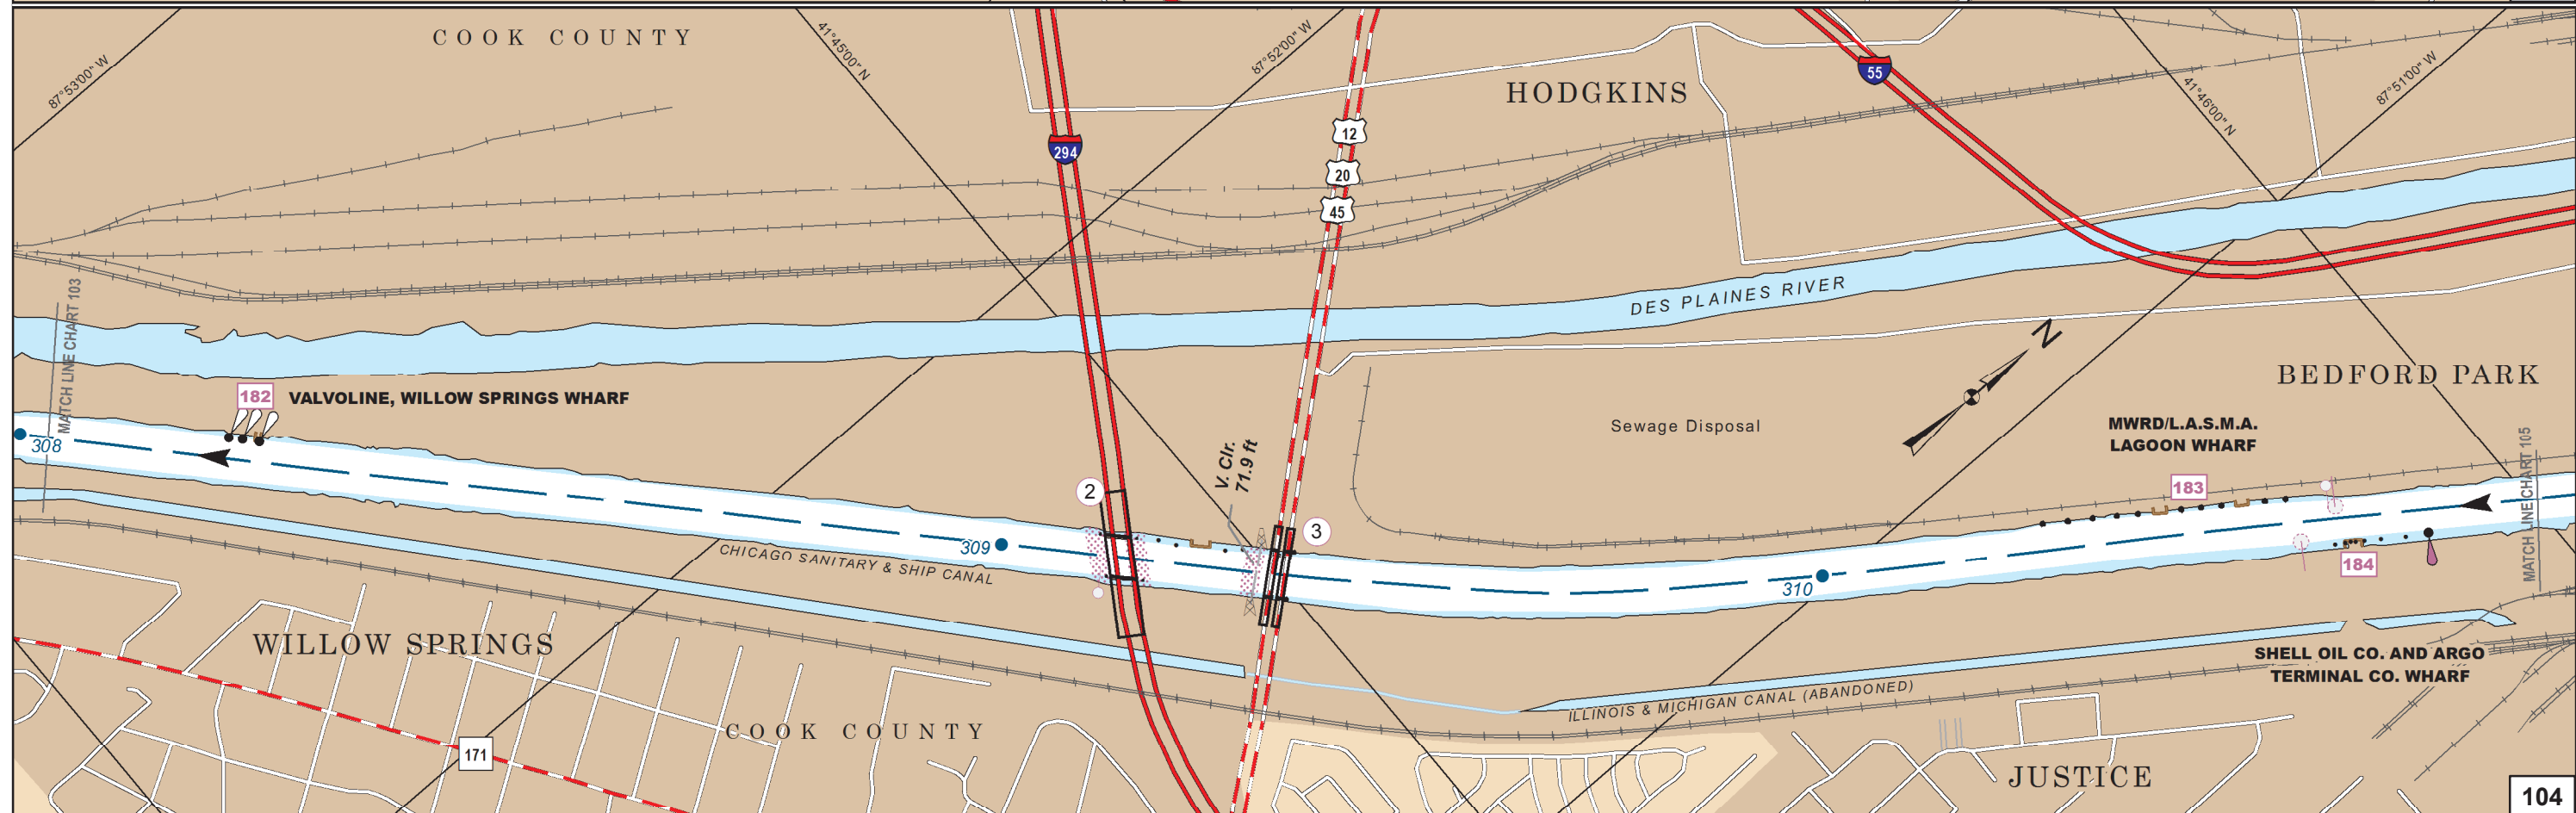 COOK COUNTY
87°53'00" W
41°45'00" N
87°52'00" W
HODGKINS
55
41°46'00" N
87°51'00" W
294
12
20
45
DES PLAINES RIVER
N
MATCH LINE CHART 103
182
VALVOLINE, WILLOW SPRINGS WHARF
308
BEDFORD PARK
Sewage Disposal
MWRD/L.A.S.M.A.
LAGOON WHARF
V. Clr.
71.9 ft
2
3
183
MATCH LINE CHART 105
309
CHICAGO SANITARY & SHIP CANAL
310
184
WILLOW SPRINGS
SHELL OIL CO. AND ARGO
TERMINAL CO. WHARF
ILLINOIS & MICHIGAN CANAL (ABANDONED)
COOK COUNTY
171
JUSTICE
104